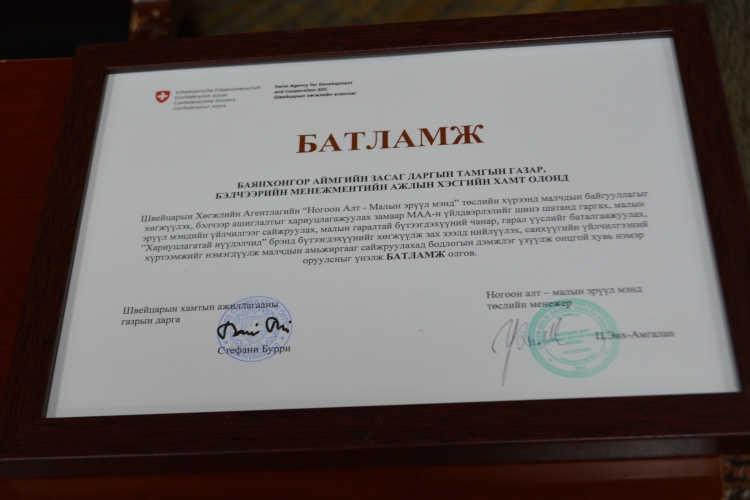 Schweizerische Eidgenossenschaft
Confédération suisse
Confederazione Svizzera
Confederaziun svizra
Swiss Agency for Development
and Cooperation SDC
Швейцарын хөгжлийн агентлаг
БАТЛАМЖ
БАЯНХОНГОР АЙМГИЙН ЗАСАГ ДАРГЫН ТАМГЫН ГАЗАР,
БЭЛЧЭЭРИЙН МЕНЕЖМЕНТИЙН АЖЛЫН ХЭСГИЙН ХАМТ ОЛОНД
Швейцарын Хөгжлийн Агентлагийн “Ногоон Алт - Малын эрүүл мэнд” төслийн хүрээнд малчдын байгууллагыг
хөгжүүлэх, бэлчээр ашиглалтыг хариуцлагажуулах замаар МАА-н үйлдвэрлэлийг шинэ шатанд гаргах, малын
эрүүл мэндийн үйлчилгээг сайжруулах, малын гаралтай бүтээгдэхүүний чанар, гарал үүслийг баталгаажуулах,
"Хариуцлагатай нүүдэлчид" брэнд бүтээгдэхүүнийг хөгжүүлж зах зээлд нийлүүлэх, санхүүгийн үйлчилгээний
хүртээмжийг нэмэгдүүлж малчдын амьжиргааг сайжруулахад бодлогын дэмжлэг үзүүлж онцгой хувь нэмэр
оруулсныг үнэлж БАТЛАМЖ олгов.
Швейцарын хамтын ажиллагааны
газрын дарга
Стефани Бурри
Ногоон алт – малын эрүүл мэнд
төслийн менежер
Ц.Энх-Амгалан